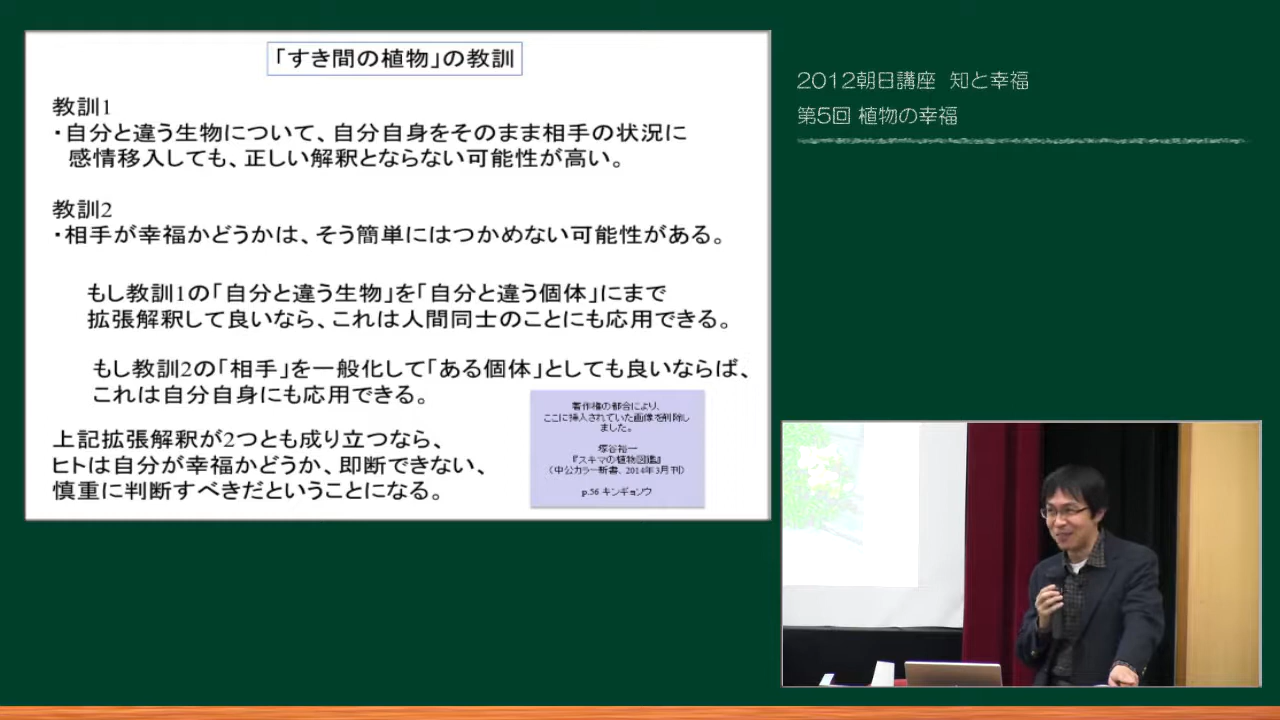 「すき間の植物」の教訓
教訓1
・自分と違う生物について、自分自身をそのまま相手の状況に
感情移入しても、正しい解釈とならない可能性が高い。
教訓2
・相手が幸福かどうかは、そう簡単にはつかめない可能性がある。
もし教訓1の「自分と違う生物」を「自分と違う個体」にまで
拡張解釈して良いなら、これは人間同士のことにも応用できる。
もし教訓2の「相手」を一般化して「ある個体」としても良いならば、
これは自分自身にも応用できる。
上記拡張解釈が2つとも成り立つなら、
ヒトは自分が幸福かどうか、即断できない、
慎重に判断すべきだということになる。
著作権の都合により、
ここに挿入されていた画像を削除し
ました。
塚谷裕一
『スキマの植物図鑑』
（中公カラー新書、2014年3月刊）
p.56 キンギョソウ
2012朝日講座 知と幸福
第5回 植物の幸福